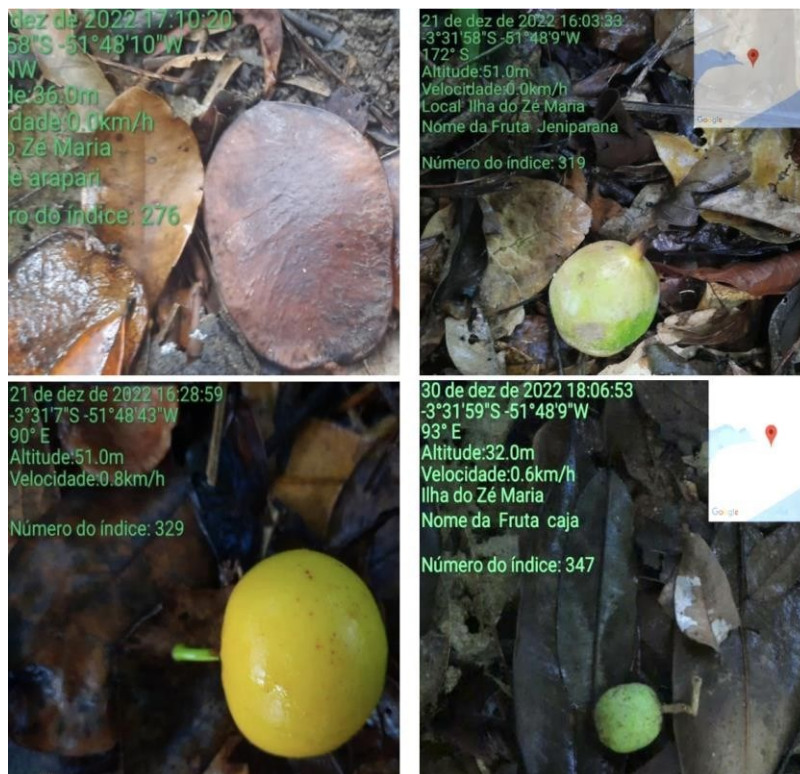 dez de 2022 17:10:20
58"S -51°48'10"W
NW
de:36.0m
dade:0.0km/h
o Zé Maria
e arapari
ro do índice: 276
21 de dez de 2022 16:03:33
-3°31'58"S -51°48'9"W
172° S
Altitude:51.0m
Velocidade:0.0km/h
Local Ilha do Zé Maria
Nome da Fruta Jeniparana
Número do índice: 319
Google
21 de dez de 2022 16:28:59
-3°31'7"S -51°48'43"W
90° E
Altitude:51.0m
Velocidade:0.8km/h
Número do índice: 329
30 de dez de 2022 18:06:53
-3°31'59"S -51°48'9"W
93° E
Altitude:32.0m
Velocidade:0.6km/h
Ilha do Zé Maria
Nome da Fruta caja
Número do índice: 347
Google